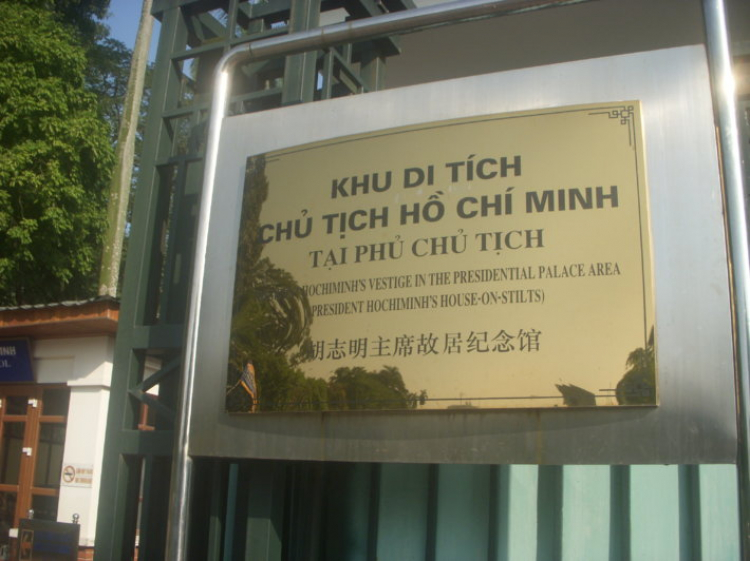 KHU DI TÍCH
CHỦ TỊCH HỒ CHÍ MINH
TẠI PHỦ CHỦ TỊCH
HOCHIMINH'S VESTIGE IN THE PRESIDENTIAL PALACE AREA
PRESIDENT HOCHIMINH'S HOUSE-ON-STILTS)
胡志明主席故居纪念馆